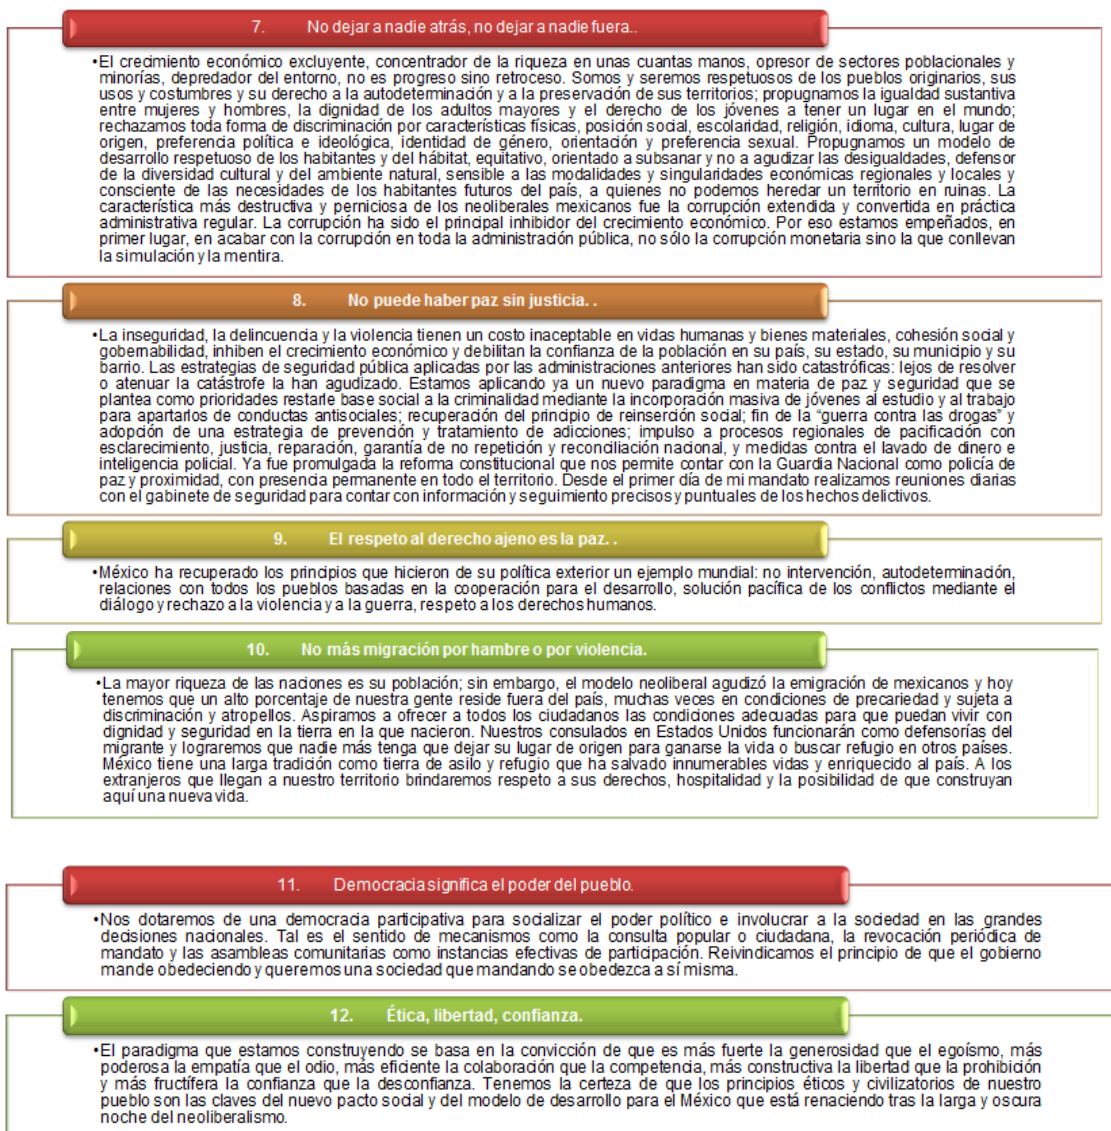 7. No dejar a nadie atrás, no dejar a nadie fuera..
•El crecimiento económico excluyente, concentrador de la riqueza en unas cuantas manos, opresor de sectores poblacionales y
minorías, depredador del entorno, no es progreso sino retroceso. Somos y seremos respetuosos de los pueblos originarios, sus
usos y costumbres y su derecho a la autodeterminación y a la preservación de sus territorios; propugnamos la igualdad sustantiva
entre mujeres y hombres, la dignidad de los adultos mayores y el derecho de los jóvenes a tener un lugar en el mundo;
rechazamos toda forma de discriminación por características físicas, posición social, escolaridad, religión, idioma, cultura, lugar de
origen, preferencia política e ideológica, identidad de género, orientación y preferencia sexual. Propugnamos un modelo de
desarrollo respetuoso de los habitantes y del hábitat, equitativo, orientado a subsanar y no a agudizar las desigualdades, defensor
de la diversidad cultural y del ambiente natural, sensible a las modalidades y singularidades económicas regionales y locales y
consciente de las necesidades de los habitantes futuros del país, a quienes no podemos heredar un territorio en ruinas. La
característica más destructiva y perniciosa de los neoliberales mexicanos fue la corrupción extendida y convertida en práctica
administrativa regular. La corrupción ha sido el principal inhibidor del crecimiento económico. Por eso estamos empeñados, en
primer lugar, en acabar con la corrupción en toda la administración pública, no sólo la corrupción monetaria sino la que conllevan
la simulación y la mentira.
8. No puede haber paz sin justicia. .
•La inseguridad, la delincuencia y la violencia tienen un costo inaceptable en vidas humanas y bienes materiales, cohesión social y
gobernabilidad, inhiben el crecimiento económico y debilitan la confianza de la población en su país, su estado, su municipio y su
barrio. Las estrategias de seguridad pública aplicadas por las administraciones anteriores han sido catastróficas: lejos de resolver
o atenuar la catástrofe la han agudizado. Estamos aplicando ya un nuevo paradigma en materia de paz y seguridad que se
plantea como prioridades restarle base social a la criminalidad mediante la incorporación masiva de jóvenes al estudio y al trabajo
para apartarlos de conductas antisociales; recuperación del principio de reinserción social; fin de la “guerra contra las drogas” y
adopción de una estrategia de prevención y tratamiento de adicciones; impulso a procesos regionales de pacificación con
esclarecimiento, justicia, reparación, garantía de no repetición y reconciliación nacional, y medidas contra el lavado de dinero e
inteligencia policial. Ya fue promulgada la reforma constitucional que nos permite contar con la Guardia Nacional como policía de
paz y proximidad, con presencia permanente en todo el territorio. Desde el primer día de mi mandato realizamos reuniones diarias
con el gabinete de seguridad para contar con información y seguimiento precisos y puntuales de los hechos delictivos.
9. El respeto al derecho ajeno es la paz. .
•México ha recuperado los principios que hicieron de su política exterior un ejemplo mundial: no intervención, autodeterminación,
relaciones con todos los pueblos basadas en la cooperación para el desarrollo, solución pacífica de los conflictos mediante el
diálogo y rechazo a la violencia y a la guerra, respeto a los derechos humanos.
10. No más migración por hambre o por violencia.
•La mayor riqueza de las naciones es su población; sin embargo, el modelo neoliberal agudizó la emigración de mexicanos y hoy
tenemos que un alto porcentaje de nuestra gente reside fuera del país, muchas veces en condiciones de precariedad y sujeta a
discriminación y atropellos. Aspiramos a ofrecer a todos los ciudadanos las condiciones adecuadas para que puedan vivir con
dignidad y seguridad en la tierra en la que nacieron. Nuestros consulados en Estados Unidos funcionarán como defensorías del
migrante y lograremos que nadie más tenga que dejar su lugar de origen para ganarse la vida o buscar refugio en otros países.
México tiene una larga tradición como tierra de asilo y refugio que ha salvado innumerables vidas y enriquecido al país. A los
extranjeros que llegan a nuestro territorio brindaremos respeto a sus derechos, hospitalidad y la posibilidad de que construyan
aquí una nueva vida.
11. Democracia significa el poder del pueblo.
•Nos dotaremos de una democracia participativa para socializar el poder político e involucrar a la sociedad en las grandes
decisiones nacionales. Tal es el sentido de mecanismos como la consulta popular o ciudadana, la revocación periódica de
mandato y las asambleas comunitarias como instancias efectivas de participación. Reivindicamos el principio de que el gobierno
mande obedeciendo y queremos una sociedad que mandando se obedezca a sí misma.
12. Ética, libertad, confianza.
•El paradigma que estamos construyendo se basa en la convicción de que es más fuerte la generosidad que el egoísmo, más
poderosa la empatía que el odio, más eficiente la colaboración que la competencia, más constructiva la libertad que la prohibición
y más fructífera la confianza que la desconfianza. Tenemos la certeza de que los principios éticos y civilizatorios de nuestro
pueblo son las claves del nuevo pacto social y del modelo de desarrollo para el México que está renaciendo tras la larga y oscura
noche del neoliberalismo.